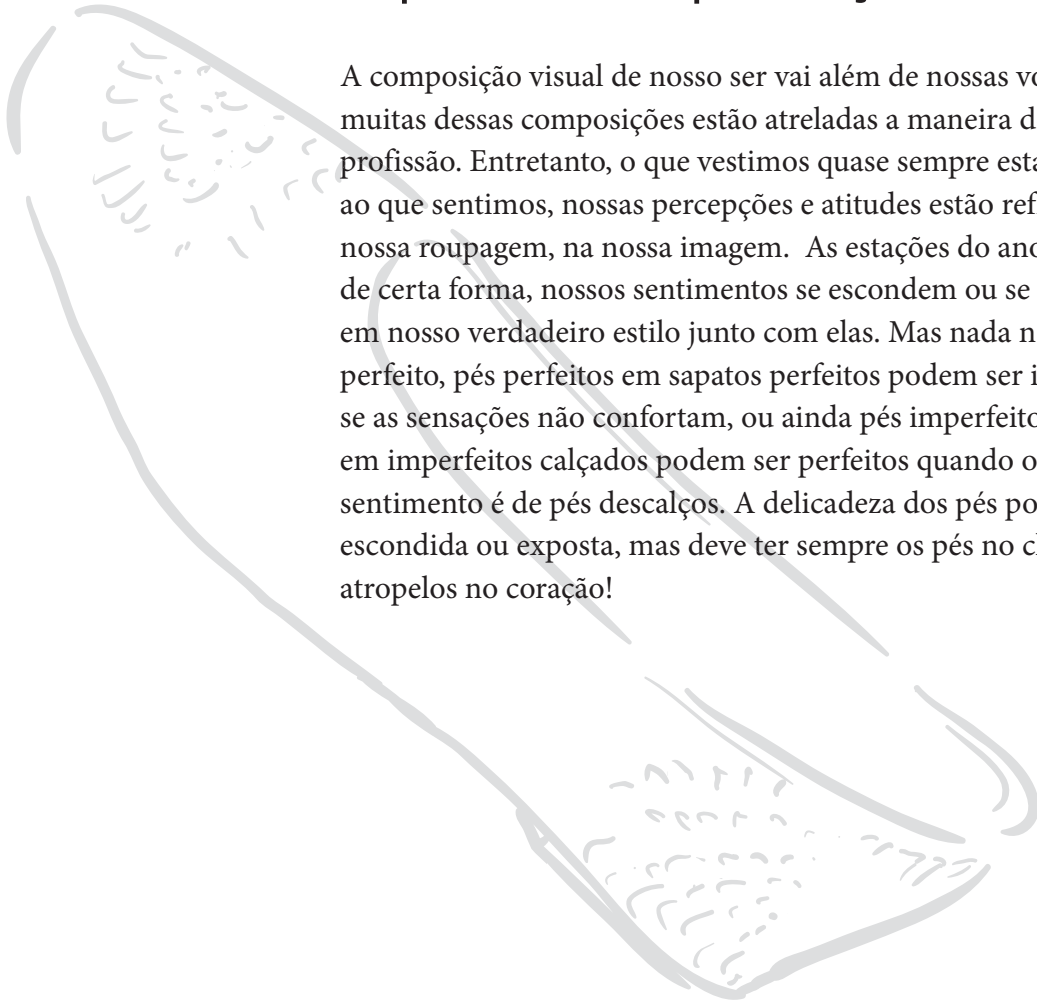 A composição visual de nosso ser vai além de nossas
muitas dessas composições estão atreladas a maneira
profissão. Entretanto, o que vestimos quase sempre
ao que sentimos, nossas percepções e atitudes estão
nossa roupagem, na nossa imagem.  As estações do
de certa forma, nossos sentimentos se escondem ou se
em nosso verdadeiro estilo junto com elas. Mas nada
perfeito, pés perfeitos em sapatos perfeitos podem ser
se as sensações não confortam, ou ainda pés
em imperfeitos calçados podem ser perfeitos quando o
sentimento é de pés descalços. A delicadeza dos pés
escondida ou exposta, mas deve ter sempre os pés no
atropelos no coração!